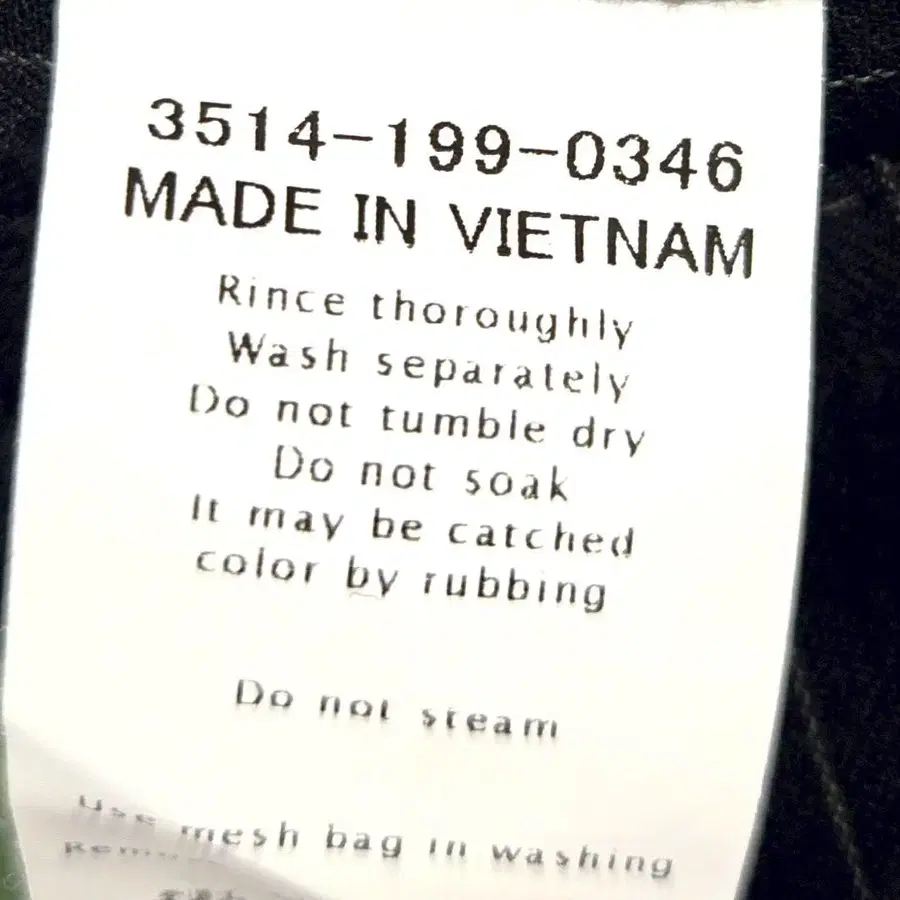 3514-199-0346
MADE IN VIETNAM
Rince thoroughly
Wash separately
Do not tumble dry
Do not soak
It may be catched
color by rubbing
Do not steam
Use mesh bag in washing